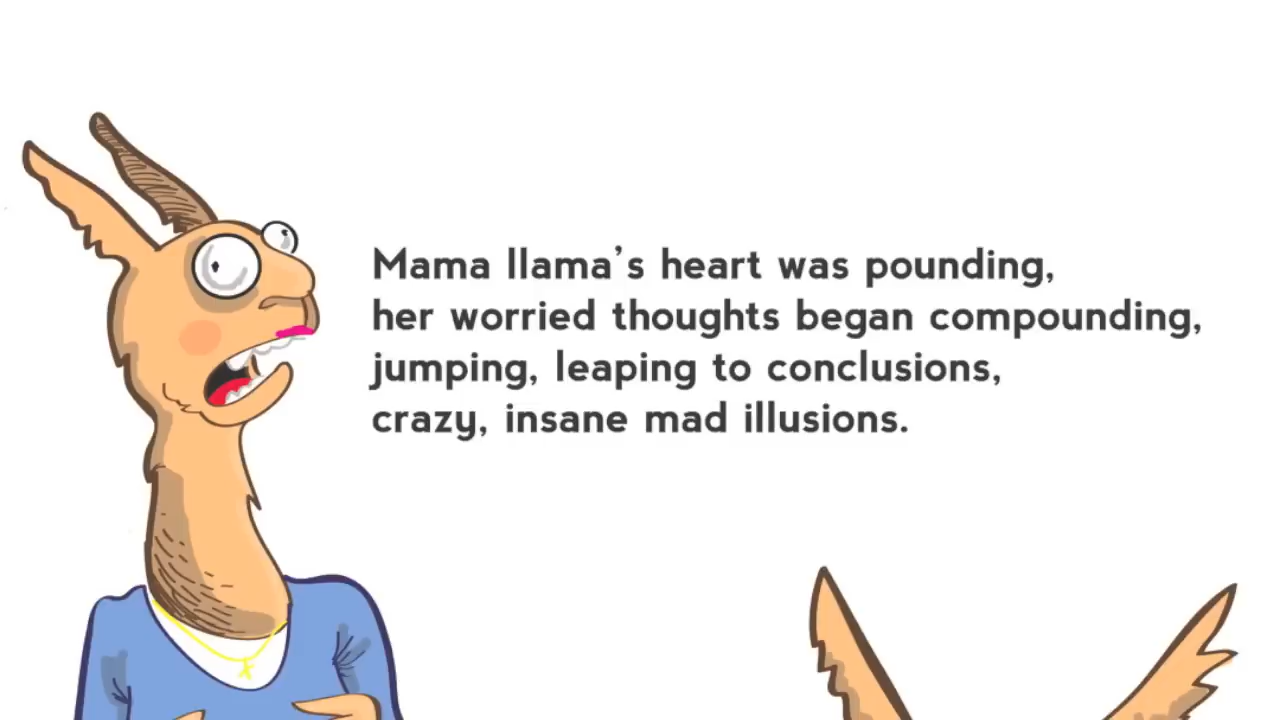 Mama llama's heart was pounding,
her worried thoughts began compounding,
jumping, leaping to conclusions,
crazy, insane mad illusions.